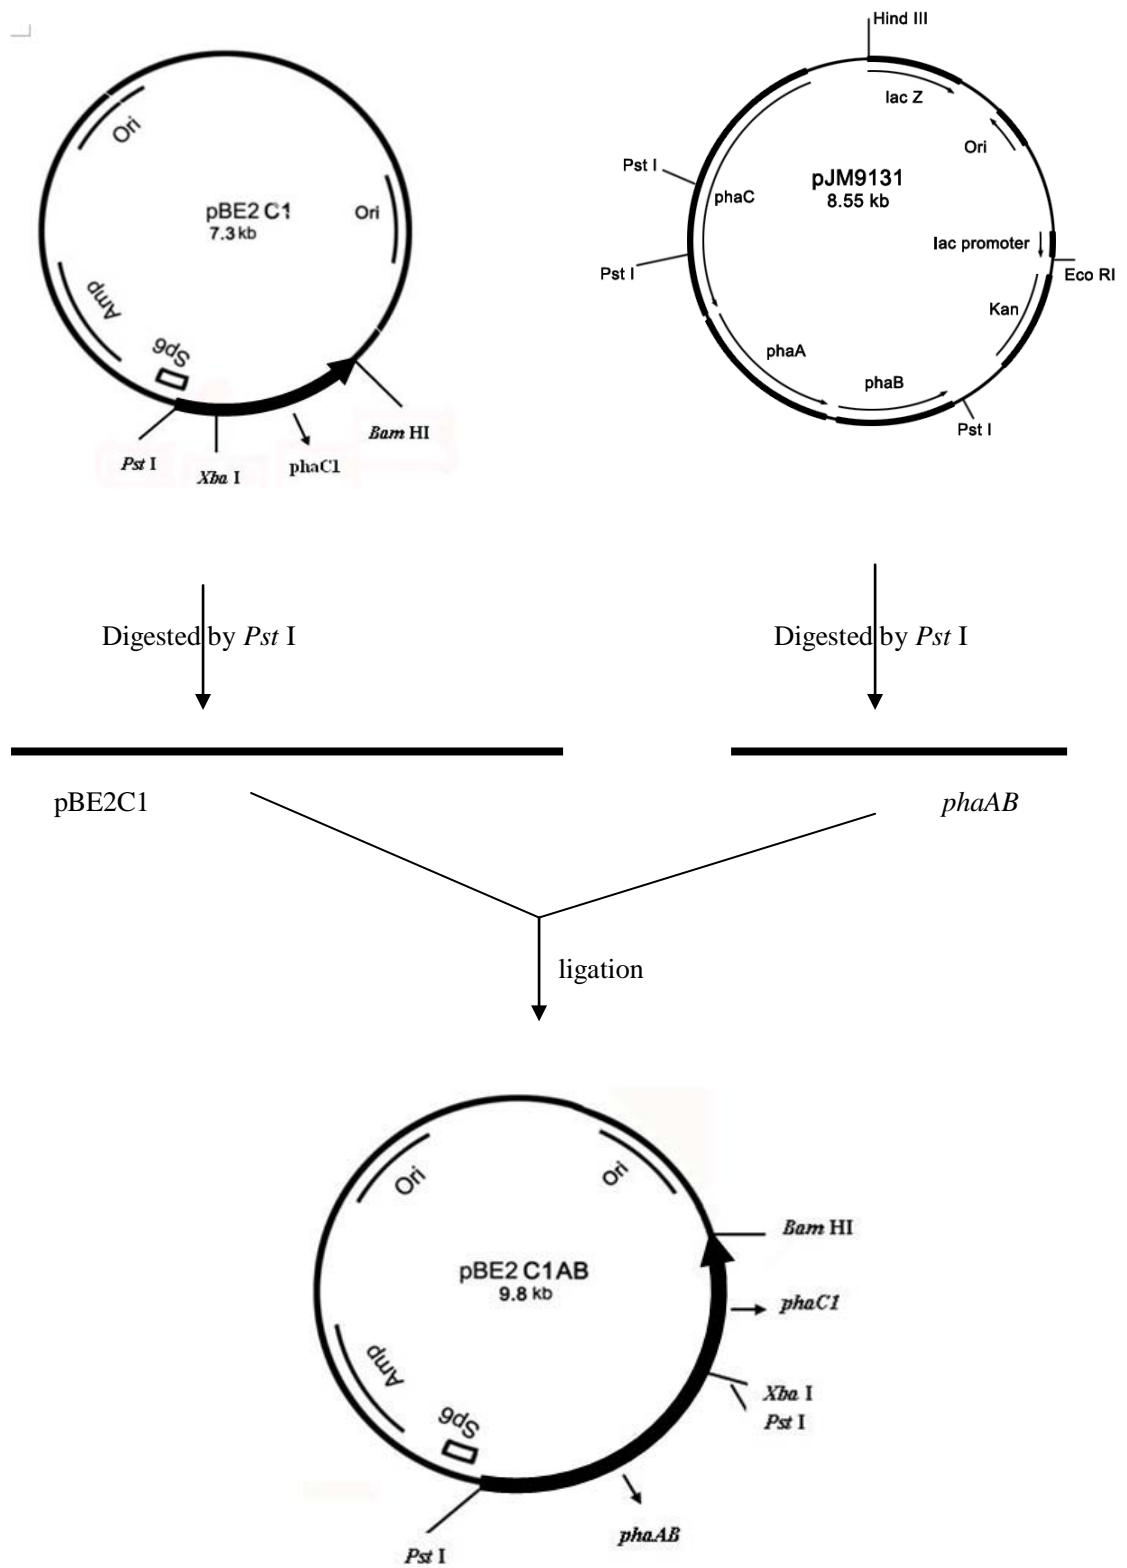 Ori
pBE2 C1
7.3 kb
Ori
Amp
Sp6
Pst I
Xba I
phaC1
Bam HI
Hind III
lac Z
Ori
Pst I
phaC
pJM9131
8.55 kb
Pst I
lac promoter
Eco RI
Kan
phaA
phaB
Pst I
Digested by Pst I
Digested by Pst I
pBE2C1
phaAB
ligation
Ori
Ori
Bam HI
pBE2 C1AB
9.8 kb
phaC1
Amp
Xba I
Pst I
Sp6
phaAB
Pst I